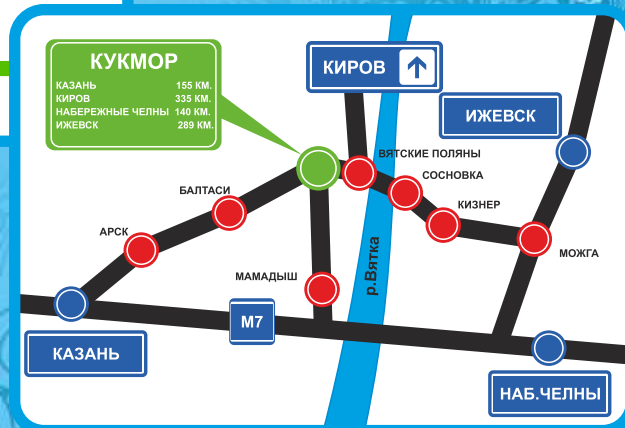 КУКМОР
КАЗАНЬ 155 КМ.
КИРОВ 335 КМ.
НАБЕРЕЖНЫЕ ЧЕЛНЫ 140 КМ.
ИЖЕВСК 289 КМ.
КИРОВ
ИЖЕВСК
ВЯТСКИЕ ПОЛЯНЫ
СОСНОВКА
БАЛТАСИ
КИЗНЕР
АРСК
МОЖГА
р.Вятка
МАМАДЫШ
М7
КАЗАНЬ
НАБ.ЧЕЛНЫ